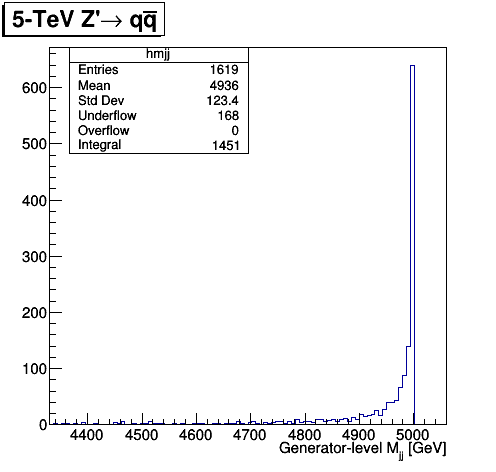 5-TeV Z'→ qq̅
hmjj
Entries 1619
Mean 4936
Std Dev 123.4
Underflow 168
Overflow 0
Integral 1451
600
500
400
300
200
100
0
4400 4500 4600 4700 4800 4900 5000
Generator-level Mjj [GeV]